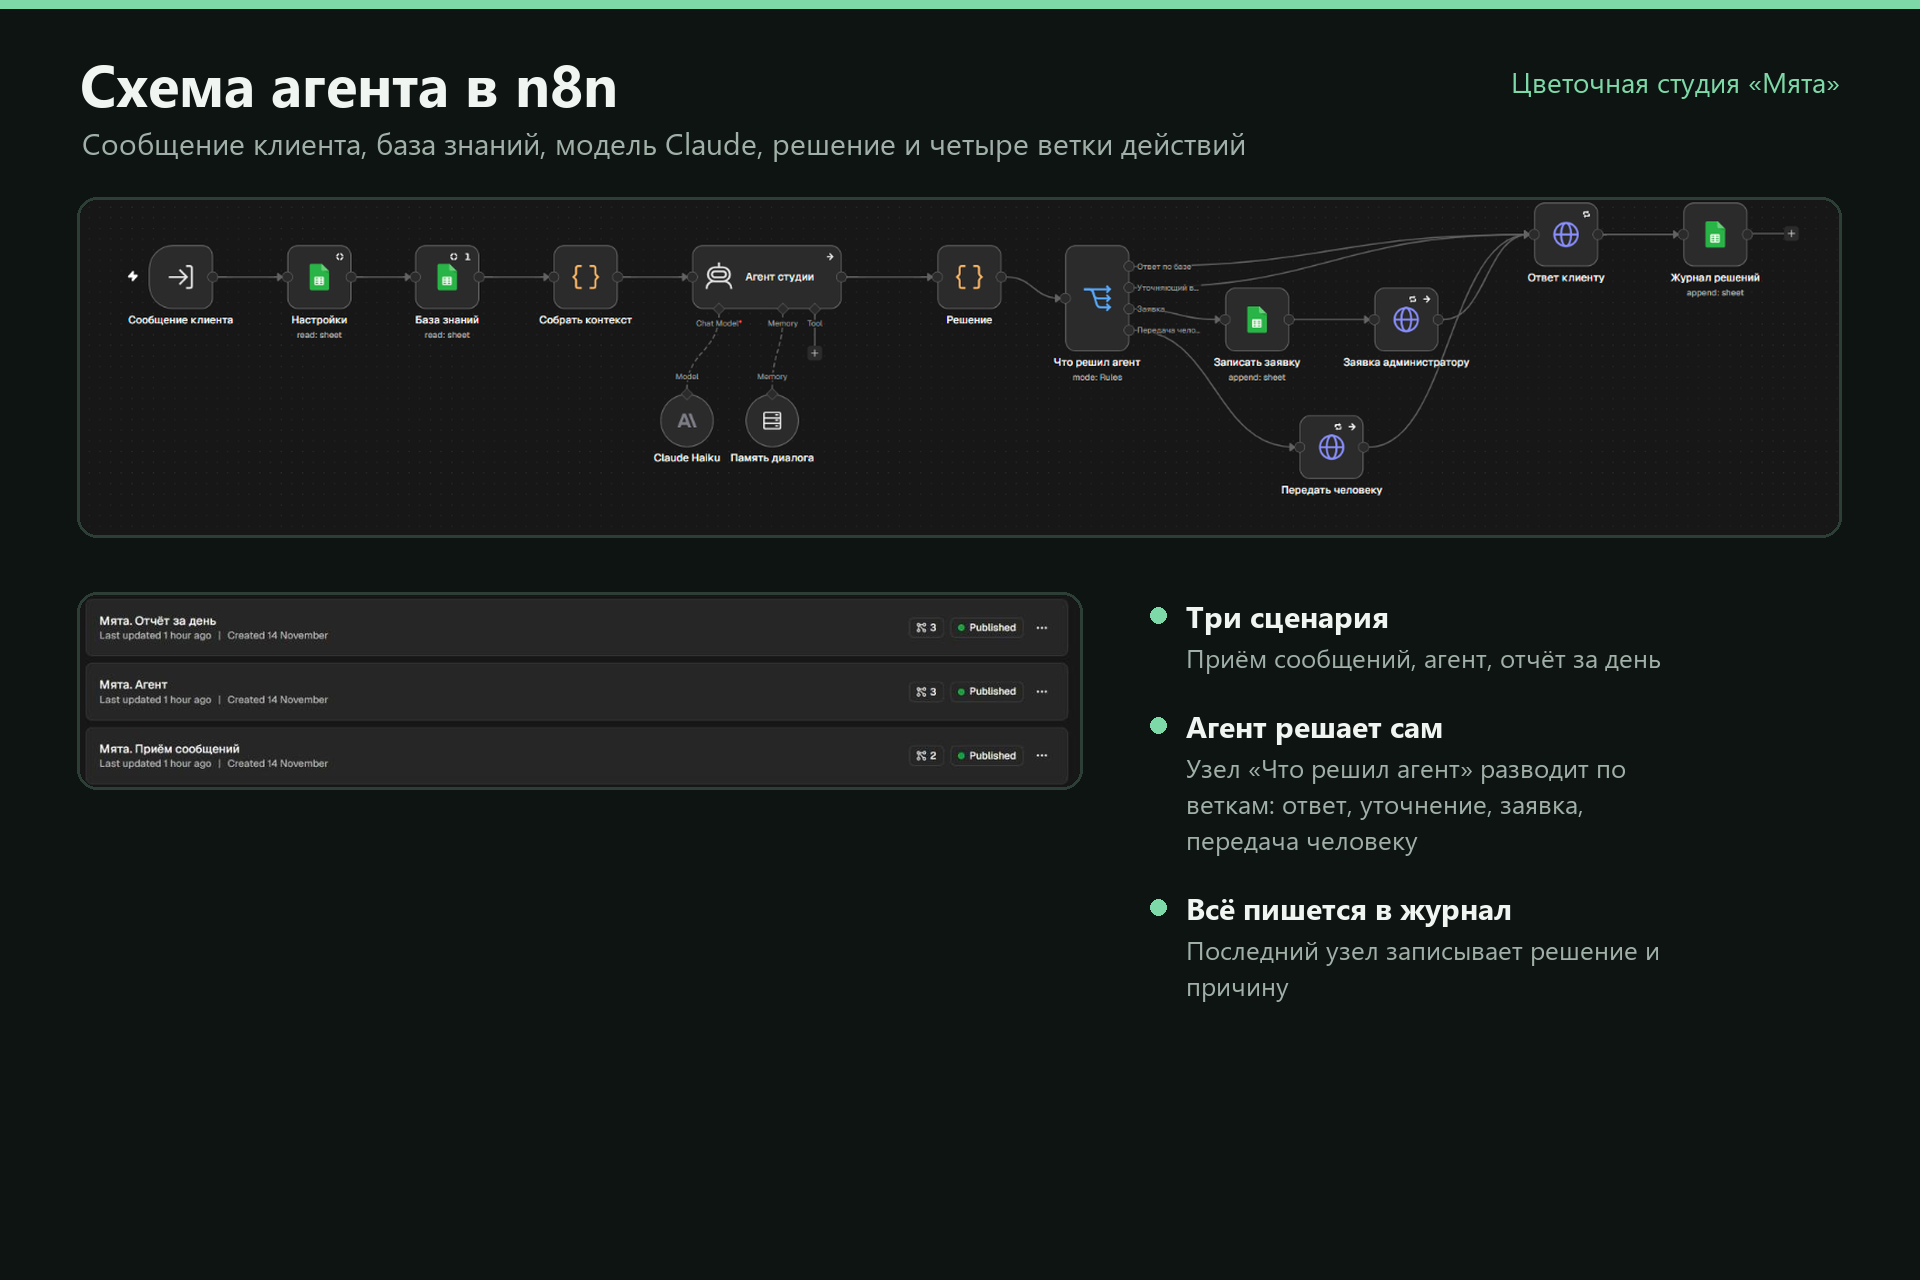 Схема агента в n8n
Цветочная студия «Мята»
Сообщение клиента, база знаний, модель Claude, решение и четыре ветки действий
Сообщение клиента
Настройки
read: sheet
1
База знаний
read: sheet
Собрать контекст
Агент студии
Chat Model*
Memory
Tool
Model
Memory
Claude Haiku
Память диалога
Решение
Ответ по базе
Уточняющий в...
Заявка
Передача чело...
Что решил агент
mode: Rules
Записать заявку
append: sheet
Заявка администратору
Передать человеку
Ответ клиенту
Журнал решений
append: sheet
Мята. Отчёт за день
Last updated 1 hour ago | Created 14 November
3
Published
Мята. Агент
Last updated 1 hour ago | Created 14 November
3
Published
Мята. Приём сообщений
Last updated 1 hour ago | Created 14 November
2
Published
Три сценария
Приём сообщений, агент, отчёт за день
Агент решает сам
Узел «Что решил агент» разводит по
веткам: ответ, уточнение, заявка,
передача человеку
Всё пишется в журнал
Последний узел записывает решение и
причину